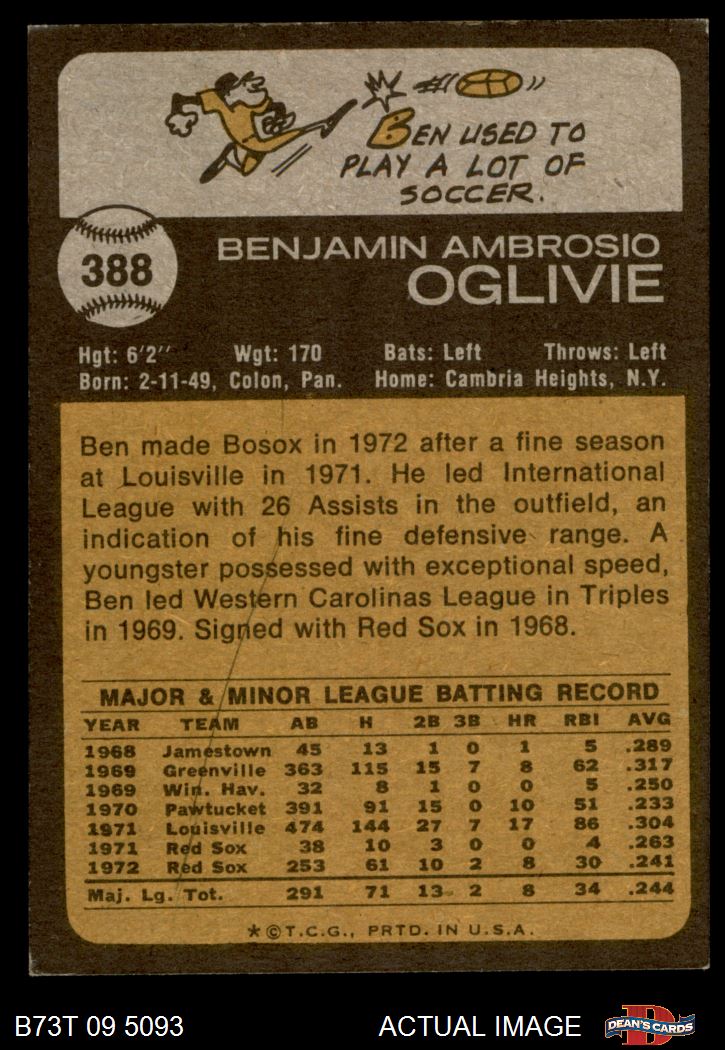 BEN USED TO
PLAY A LOT OF
SOCCER.
388
BENJAMIN AMBROSIO
OGLIVIE
Hgt: 6'2" Wgt: 170 Bats: Left Throws: Left
Born: 2-11-49, Colon, Pan. Home: Cambria Heights, N.Y.
Ben made Bosox in 1972 after a fine season
at Louisville in 1971. He led International
League with 26 Assists in the outfield, an
indication of his fine defensive range. A
youngster possessed with exceptional speed,
Ben led Western Carolinas League in Triples
in 1969. Signed with Red Sox in 1968.
MAJOR & MINOR LEAGUE BATTING RECORD
YEAR TEAM AB H 2B 3B HR RBI AVG
1968 Jamestown 45 13 1 0 1 5 .289
1969 Greenville 363 115 15 7 8 62 .317
1969 Win. Hav. 32 8 1 0 0 5 .250
1970 Pawtucket 391 91 15 0 10 51 .233
1971 Louisville 474 144 27 7 17 86 .304
1971 Red Sox 38 10 3 0 0 4 .263
1972 Red Sox 253 61 10 2 8 30 .241
Maj. Lg. Tot. 291 71 13 2 8 34 .244
*©T.C.G., PRTD. IN U.S.A.
B73T 09 5093 ACTUAL IMAGE DEAN'S CARDS